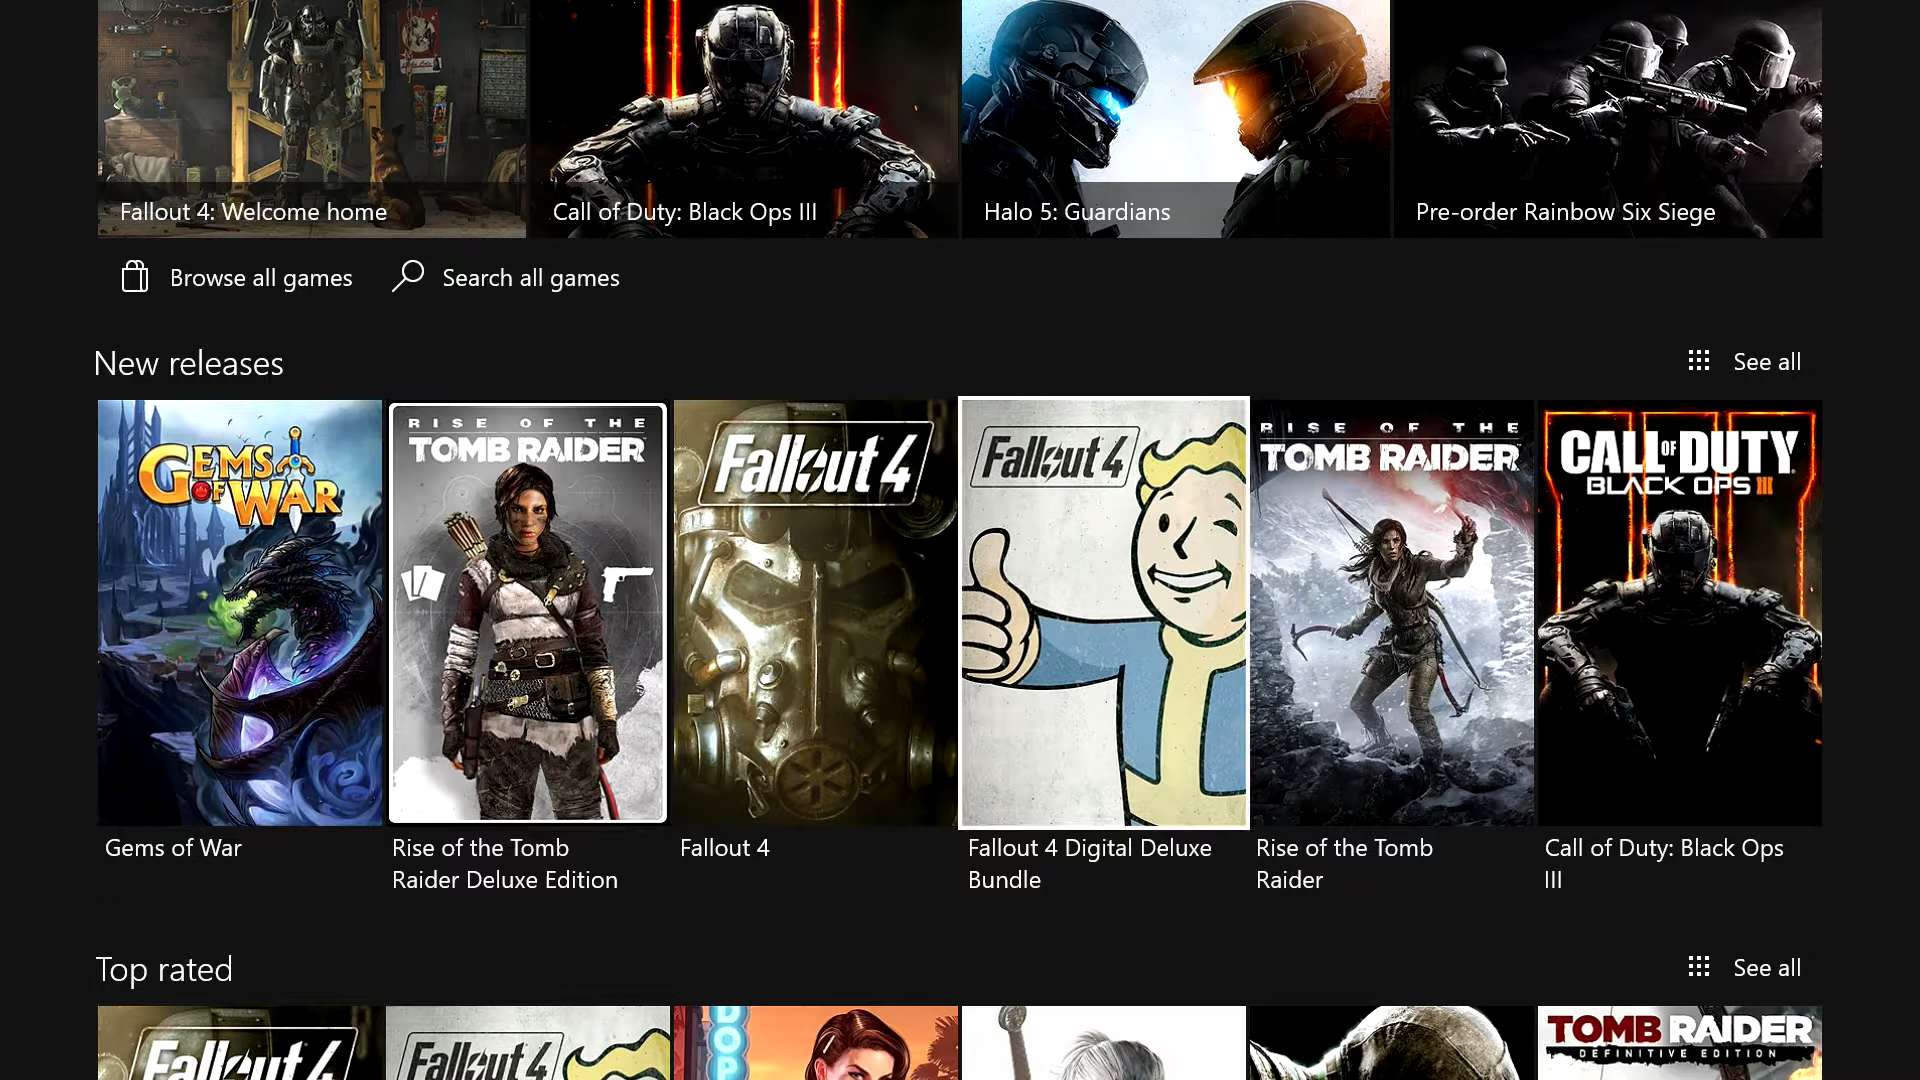 Fallout 4: Welcome home
Call of Duty: Black Ops III
Halo 5: Guardians
Pre-order Rainbow Six Siege
Browse all games
Search all games
New releases
See all
GEMS
OF WAR
RISE OF THE
TOMB RAIDER
Fallout 4
Fallout 4
RISE OF THE
TOMB RAIDER
CALL OF DUTY
BLACK OPS III
Gems of War
Rise of the Tomb
Raider Deluxe Edition
Fallout 4
Fallout 4 Digital Deluxe
Bundle
Rise of the Tomb
Raider
Call of Duty: Black Ops
III
Top rated
See all
Fallout 4
Fallout 4
TOMB RAIDER
DEFINITIVE EDITION